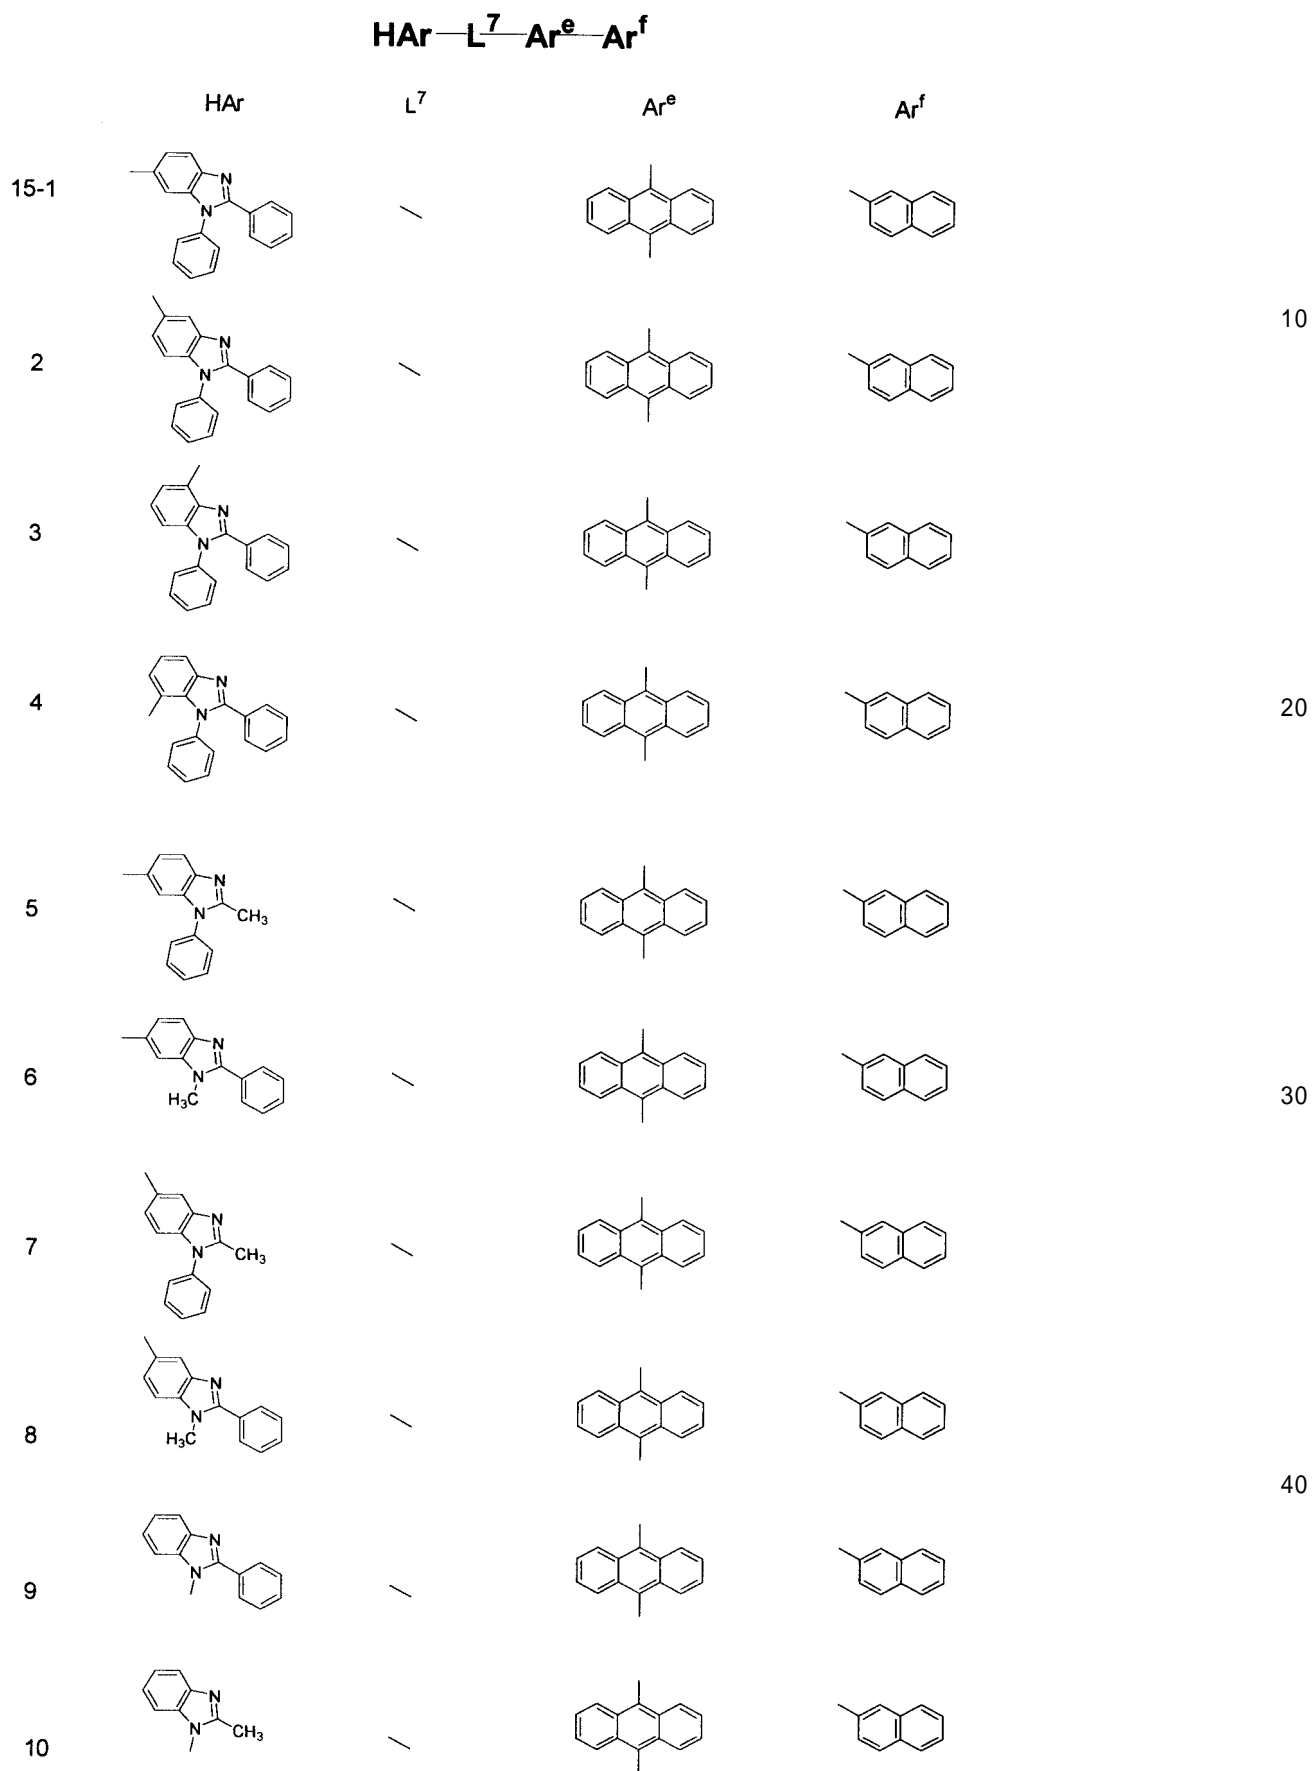 HAr—L⁷—Arᵉ—Arᶠ
HAr L⁷ Arᵉ Arᶠ
15-1 N N
10
2 N N
3 N N
4 N N
20
5 N N CH₃
6 N N H₃C
30
7 N N CH₃
8 N N H₃C
40
9 N N
10 N N CH₃